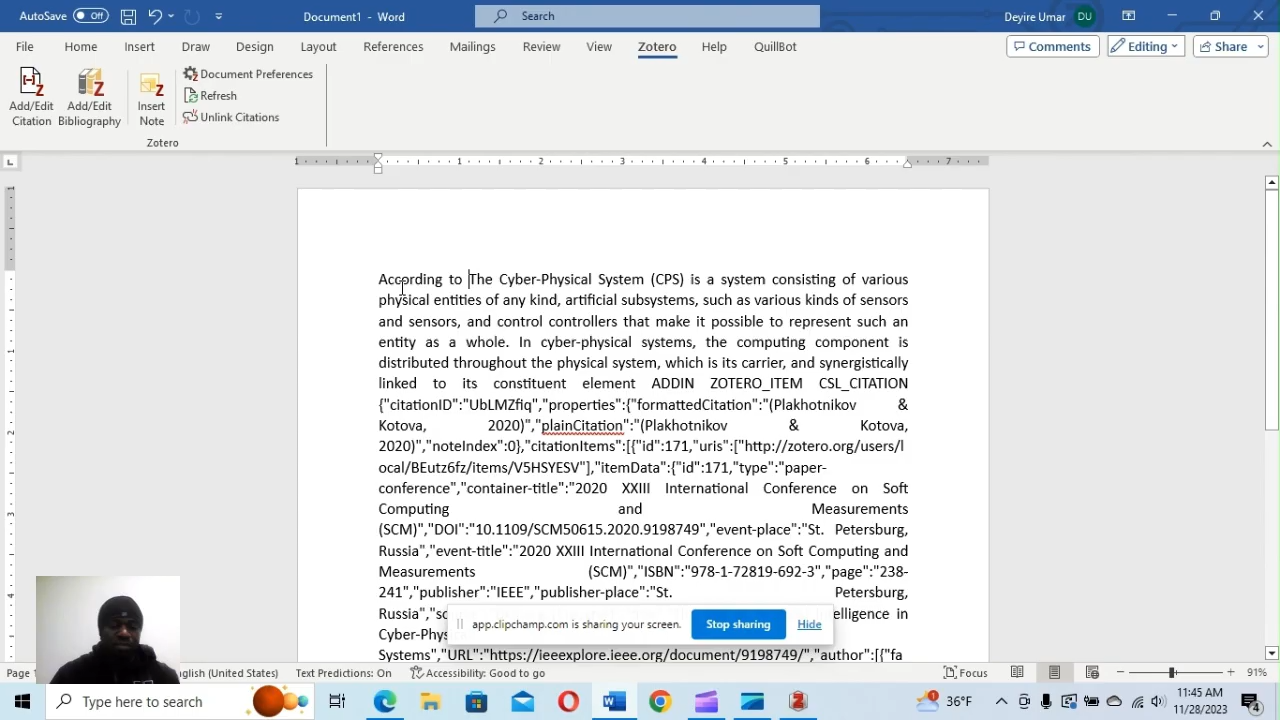 AutoSave Off Document1 - Word Search Deyire Umar DU
File Home Insert Draw Design Layout References Mailings Review View Zotero Help QuillBot Comments Editing Share
Add/Edit Citation
Add/Edit Bibliography
Insert Note
Document Preferences
Refresh
Unlink Citations
Zotero
1 1 2 3 4 5 6 7
According to The Cyber-Physical System (CPS) is a system consisting of various
physical entities of any kind, artificial subsystems, such as various kinds of sensors
and sensors, and control controllers that make it possible to represent such an
entity as a whole. In cyber-physical systems, the computing component is
distributed throughout the physical system, which is its carrier, and synergistically
linked to its constituent element ADDIN ZOTERO_ITEM CSL_CITATION
{"citationID":"UbLMZfiq","properties":{"formattedCitation":"(Plakhotnikov &
Kotova, 2020)","plainCitation":"(Plakhotnikov & Kotova,
2020)","noteIndex":0},"citationItems":[{"id":171,"uris":["http://zotero.org/users/l
ocal/BEutz6fz/items/V5HSYESV"],"itemData":{"id":171,"type":"paper-
conference","container-title":"2020 XXIII International Conference on Soft
Computing and Measurements
(SCM)","DOI":"10.1109/SCM50615.2020.9198749","event-place":"St. Petersburg,
Russia","event-title":"2020 XXIII International Conference on Soft Computing and
Measurements (SCM)","ISBN":"978-1-72819-692-3","page":"238-
241","publisher":"IEEE","publisher-place":"St. Petersburg,
Russia","s elligence in
Cyber-Physic
Systems","URL":"https://ieeexplore.ieee.org/document/9198749/","author":[{"fa
app.clipchamp.com is sharing your screen. Stop sharing Hide
Page glish (United States) Text Predictions: On Accessibility: Good to go Focus 91%
Type here to search 36°F 11:45 AM
11/28/2023 4